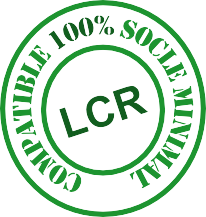 COMPATIBLE 100% SOCLE MINIMAL
LCR